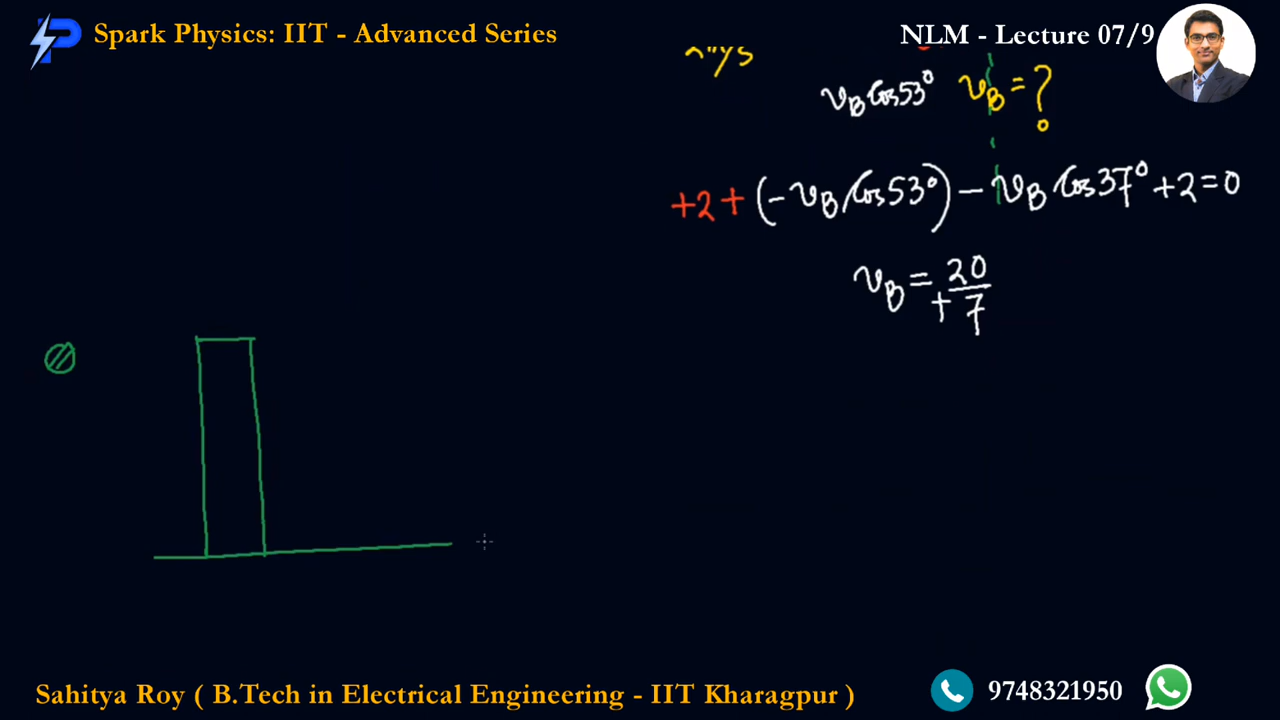 Spark Physics: IIT - Advanced Series
NLM - Lecture 07/9
v_B Cos53° v_B = ?
+2 + (-v_B Cos53°) - v_B Cos37° + 2 = 0
v_B = + 20/7
Sahitya Roy ( B.Tech in Electrical Engineering - IIT Kharagpur )
9748321950